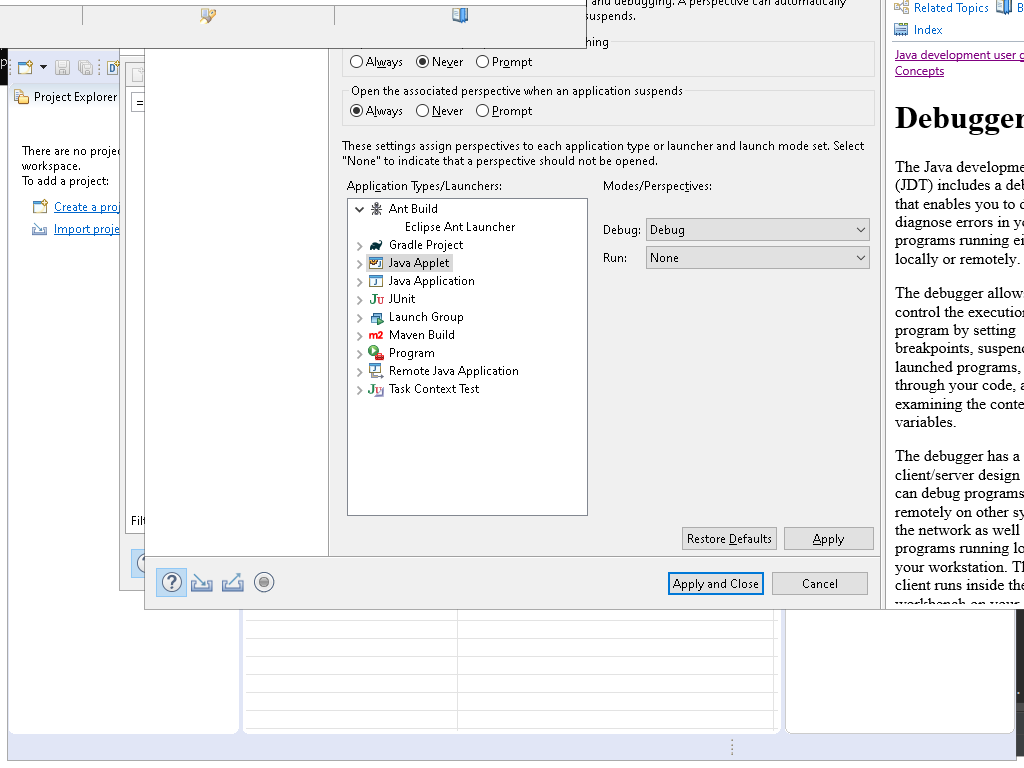 and debugging. A perspective can automatically
suspends.
hing
Always
Never
Prompt
Open the associated perspective when an application suspends
Always
Never
Prompt
These settings assign perspectives to each application type or launcher and launch mode set. Select
"None" to indicate that a perspective should not be opened.
Application Types/Launchers:
Modes/Perspectives:
Ant Build
Eclipse Ant Launcher
Gradle Project
Java Applet
Java Application
JUnit
Launch Group
Maven Build
Program
Remote Java Application
Task Context Test
Debug: Debug
Run: None
Restore Defaults
Apply
Apply and Close
Cancel
Project Explorer
There are no proje
workspace.
To add a project:
Create a proj
Import proje
Filt
Related Topics
B
Index
Java development user g
Concepts
Debugger
The Java developme
(JDT) includes a deb
that enables you to d
diagnose errors in yo
programs running ei
locally or remotely.
The debugger allows
control the execution
program by setting
breakpoints, suspend
launched programs,
through your code, a
examining the conte
variables.
The debugger has a
client/server design
can debug programs
remotely on other sy
the network as well
programs running lo
your workstation. Th
client runs inside the
workbench on your